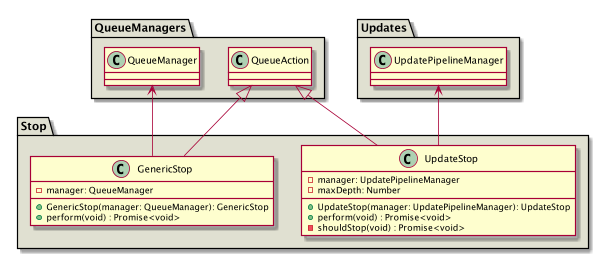 QueueManagers
Updates
C QueueManager
C QueueAction
C UpdatePipelineManager
Stop
C GenericStop
manager: QueueManager
GenericStop(manager: QueueManager): GenericStop
perform(void) : Promise<void>
C UpdateStop
manager: UpdatePipelineManager
maxDepth: Number
UpdateStop(manager: UpdatePipelineManager): UpdateStop
perform(void) : Promise<void>
shouldStop(void) : Promise<void>